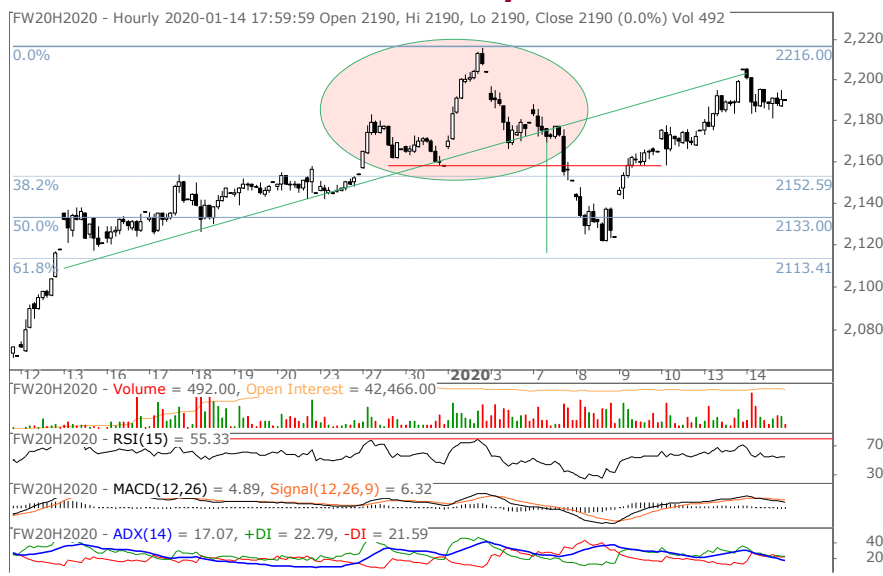 FW20H2020 - Hourly 2020-01-14 17:59:59 Open 2190, Hi 2190, Lo 2190, Close 2190 (0.0%) Vol 492
2,220
0.0% 2216.00
2,200
2,180
2,160
38.2% 2152.59
2,140
50.0% 2133.00
2,120
61.8% 2113.41
2,100
2,080
12 13 16 17 18 19 20 23 27 30 2020 3 7 8 9 10 13 14
FW20H2020 - Volume = 492.00, Open Interest = 42,466.00
FW20H2020 - RSI(15) = 55.33
70
30
FW20H2020 - MACD(12,26) = 4.89, Signal(12,26,9) = 6.32
FW20H2020 - ADX(14) = 17.07, +DI = 22.79, -DI = 21.59
40
20